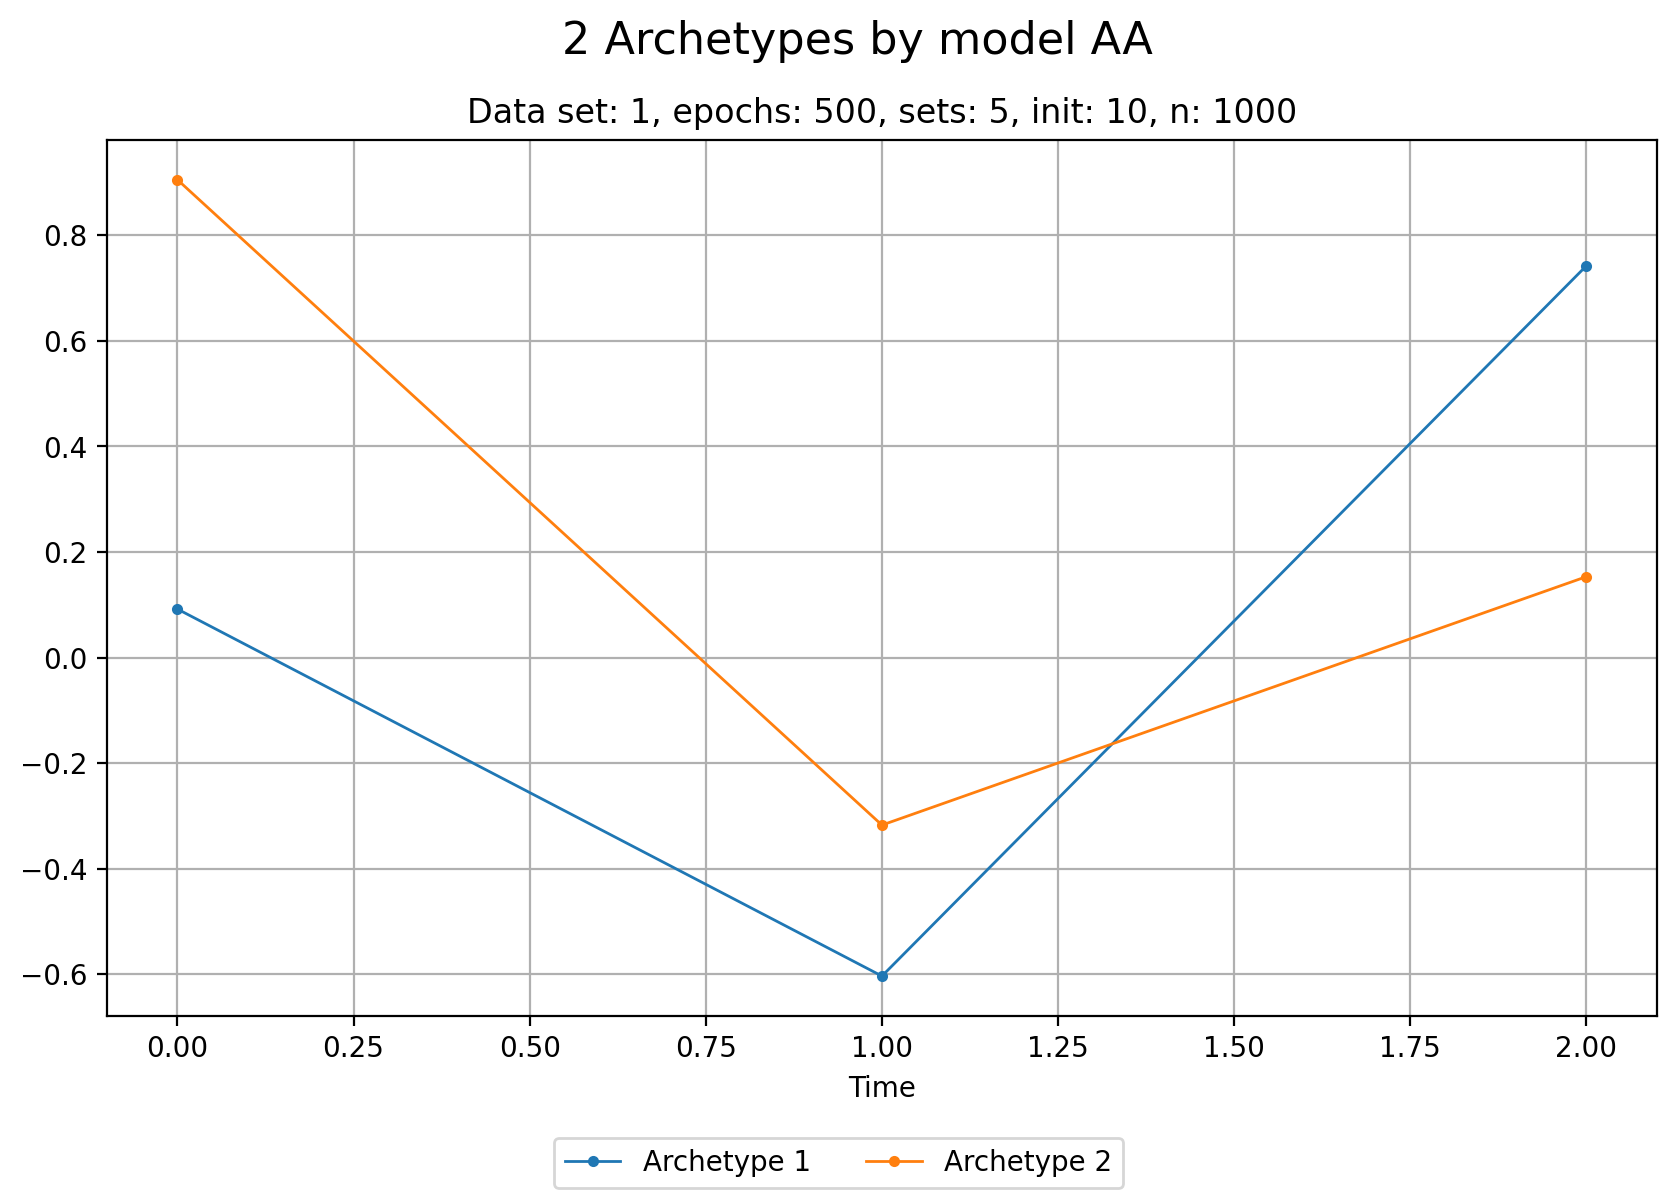 2 Archetypes by model AA
Data set: 1, epochs: 500, sets: 5, init: 10, n: 1000
0.8
0.6
0.4
0.2
0.0
−0.2
−0.4
−0.6
0.00 0.25 0.50 0.75 1.00 1.25 1.50 1.75 2.00
Time
Archetype 1 Archetype 2